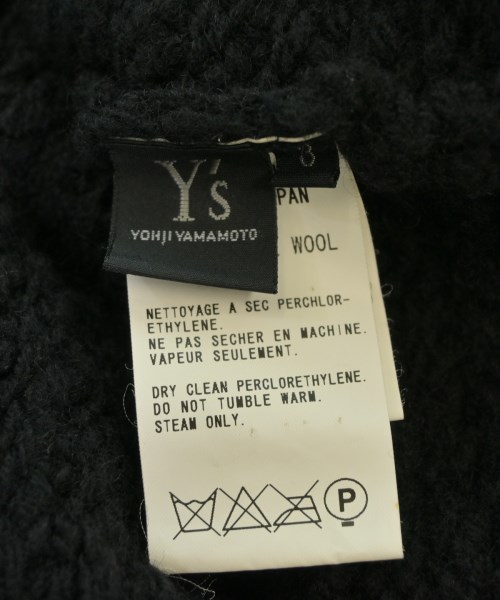 Y's
YOHJI YAMAMOTO
WOOL
NETTOYAGE A SEC PERCHLOR-
ETHYLENE.
NE PAS SECHER EN MACHINE.
VAPEUR SEULEMENT.
DRY CLEAN PERCLORETHYLENE.
DO NOT TUMBLE WARM.
STEAM ONLY.
P